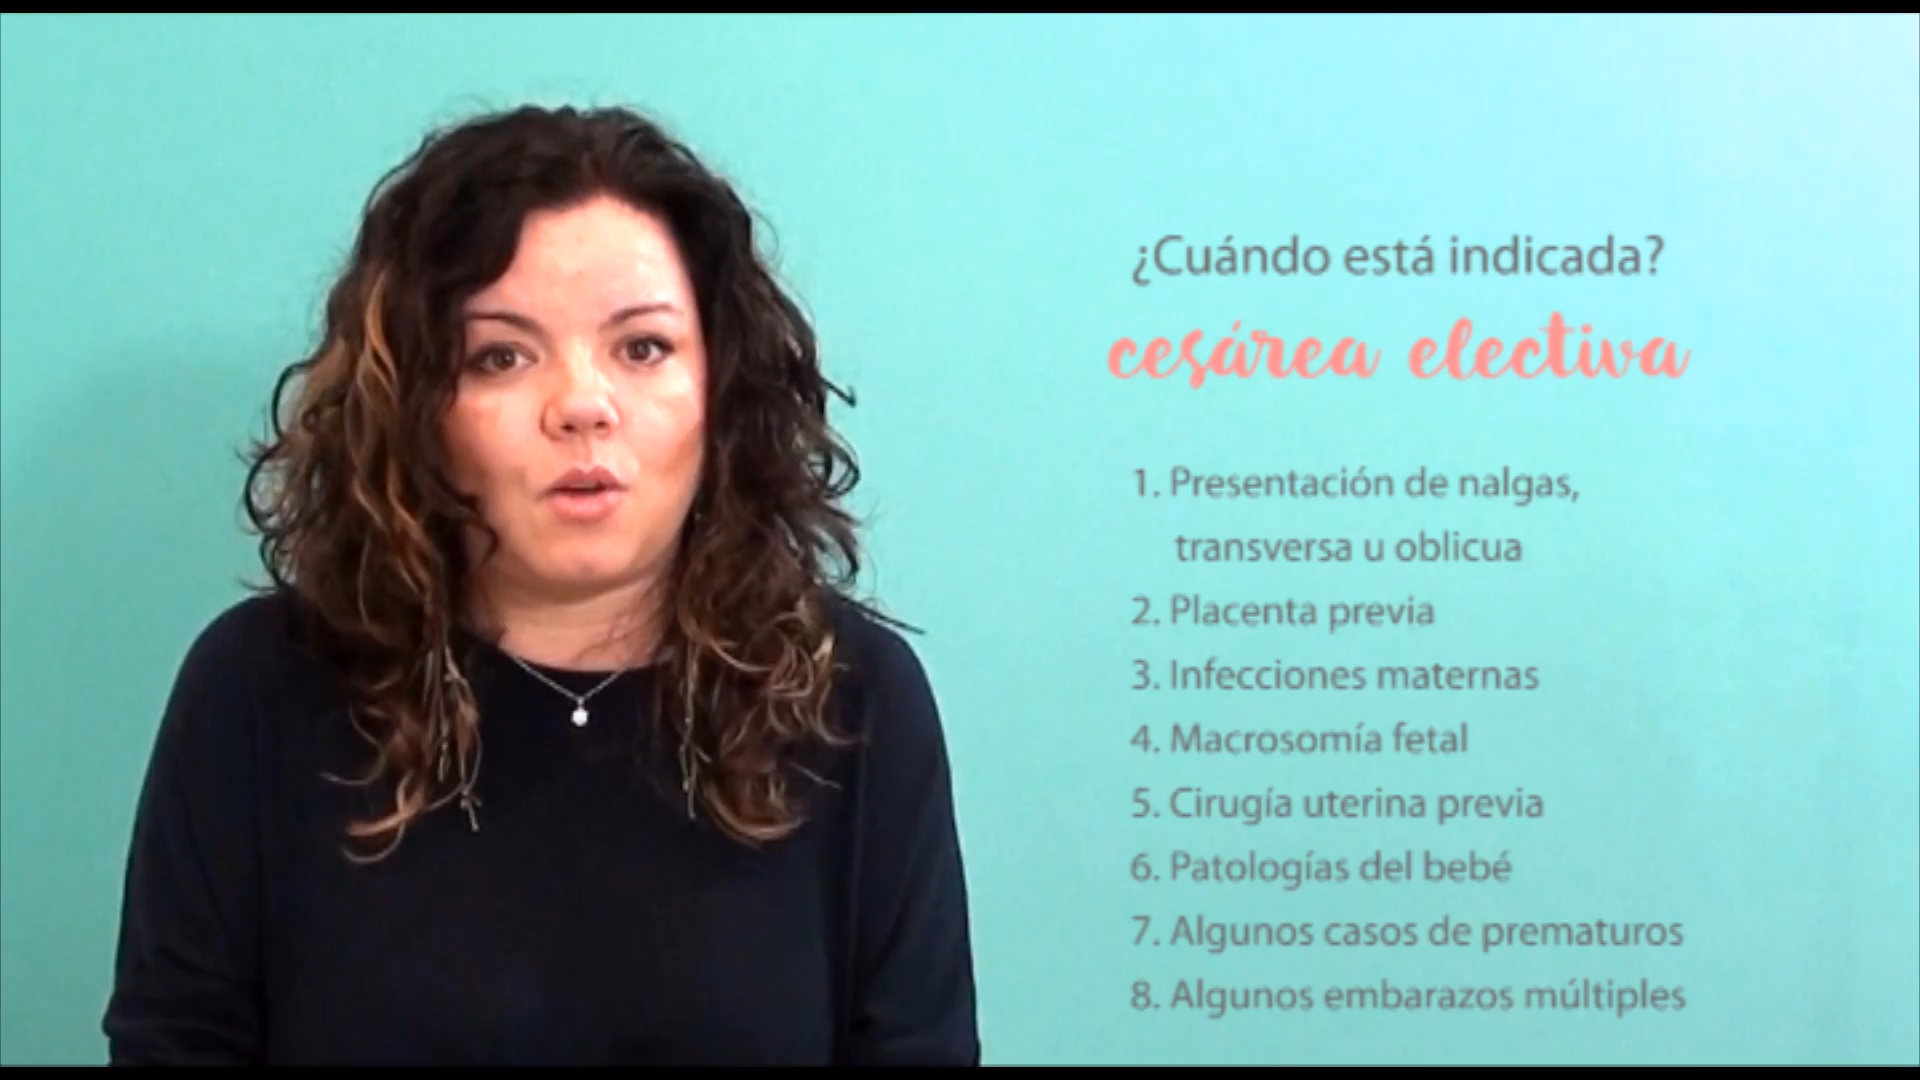 ¿Cuándo está indicada?
cesárea electiva
1. Presentación de nalgas,
transversa u oblicua
2. Placenta previa
3. Infecciones maternas
4. Macrosomía fetal
5. Cirugía uterina previa
6. Patologías del bebé
7. Algunos casos de prematuros
8. Algunos embarazos múltiples